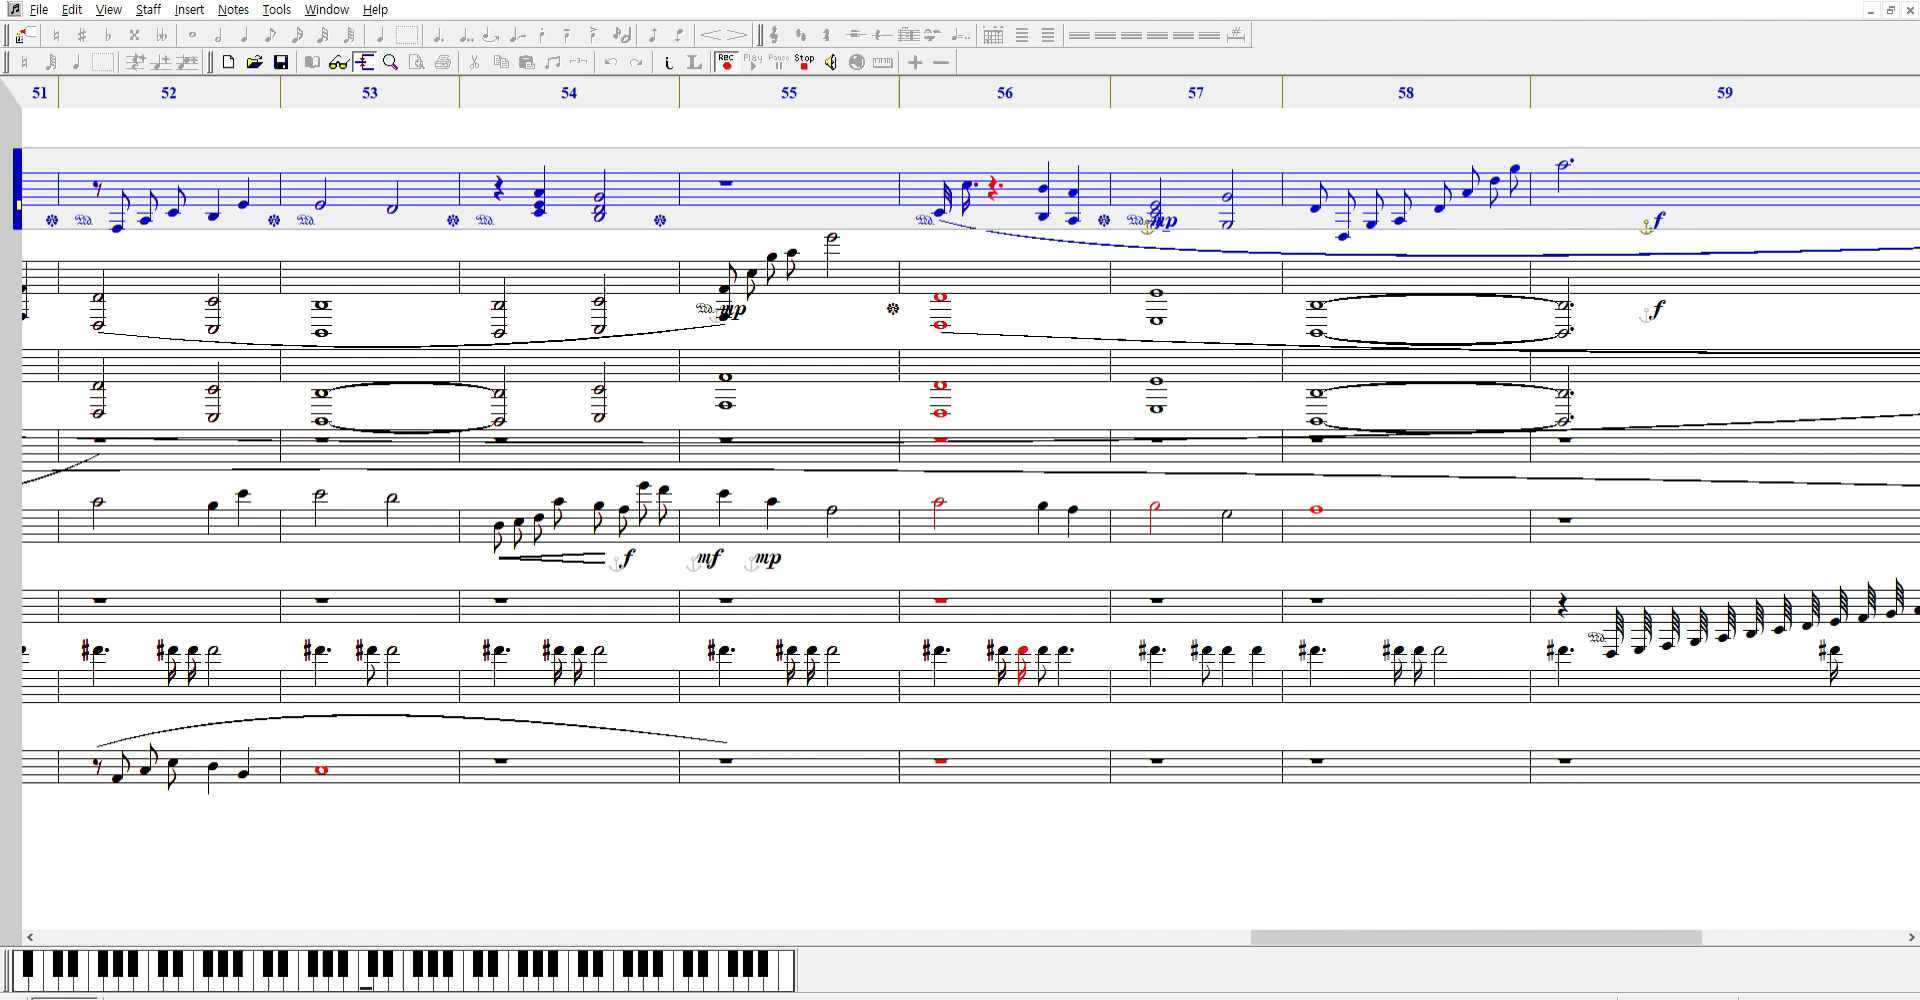 File Edit View Staff Insert Notes Tools Window Help
Rec Play Pause Stop
51 52 53 54 55 56 57 58 59
mp f
mp f
f mf mp